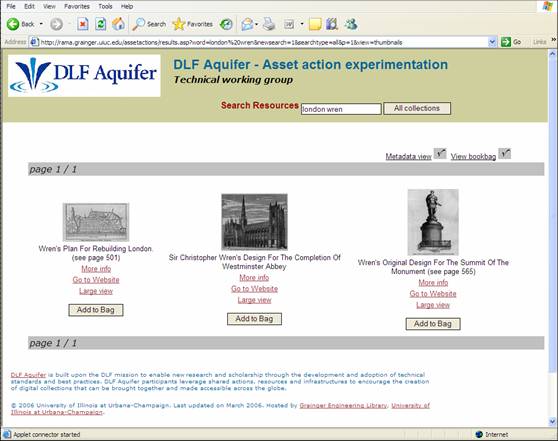 File Edit View Favorites Tools Help
Back Search Favorites
Address http://rama.grainger.uiuc.edu/assetactions/results.asp?word=london%20wren&newsearch=1&searchtype=all&p=1&view=thumbnails Go Links
DLF Aquifer
DLF Aquifer - Asset action experimentation
Technical working group
Search Resources london wren All collections
Metadata view View bookbag
page 1 / 1
Wren's Plan For Rebuilding London.
(see page 501)
More info
Go to Website
Large view
Add to Bag
Sir Christopher Wren's Design For The Completion Of
Westminster Abbey
More info
Go to Website
Large view
Add to Bag
Wren's Original Design For The Summit Of The
Monument (see page 565)
More info
Go to Website
Large view
Add to Bag
page 1 / 1
DLF Aquifer is built upon the DLF mission to enable new research and scholarship through the development and adoption of technical
standards and best practices. DLF Aquifer participants leverage shared actions, resources and infrastructures to encourage the creation
of digital collections that can be brought together and made accessible across the globe.
© 2006 University of Illinois at Urbana-Champaign. Last updated on March 2006. Hosted by Grainger Engineering Library, University of
Illinois at Urbana-Champaign.
Applet connector started Internet